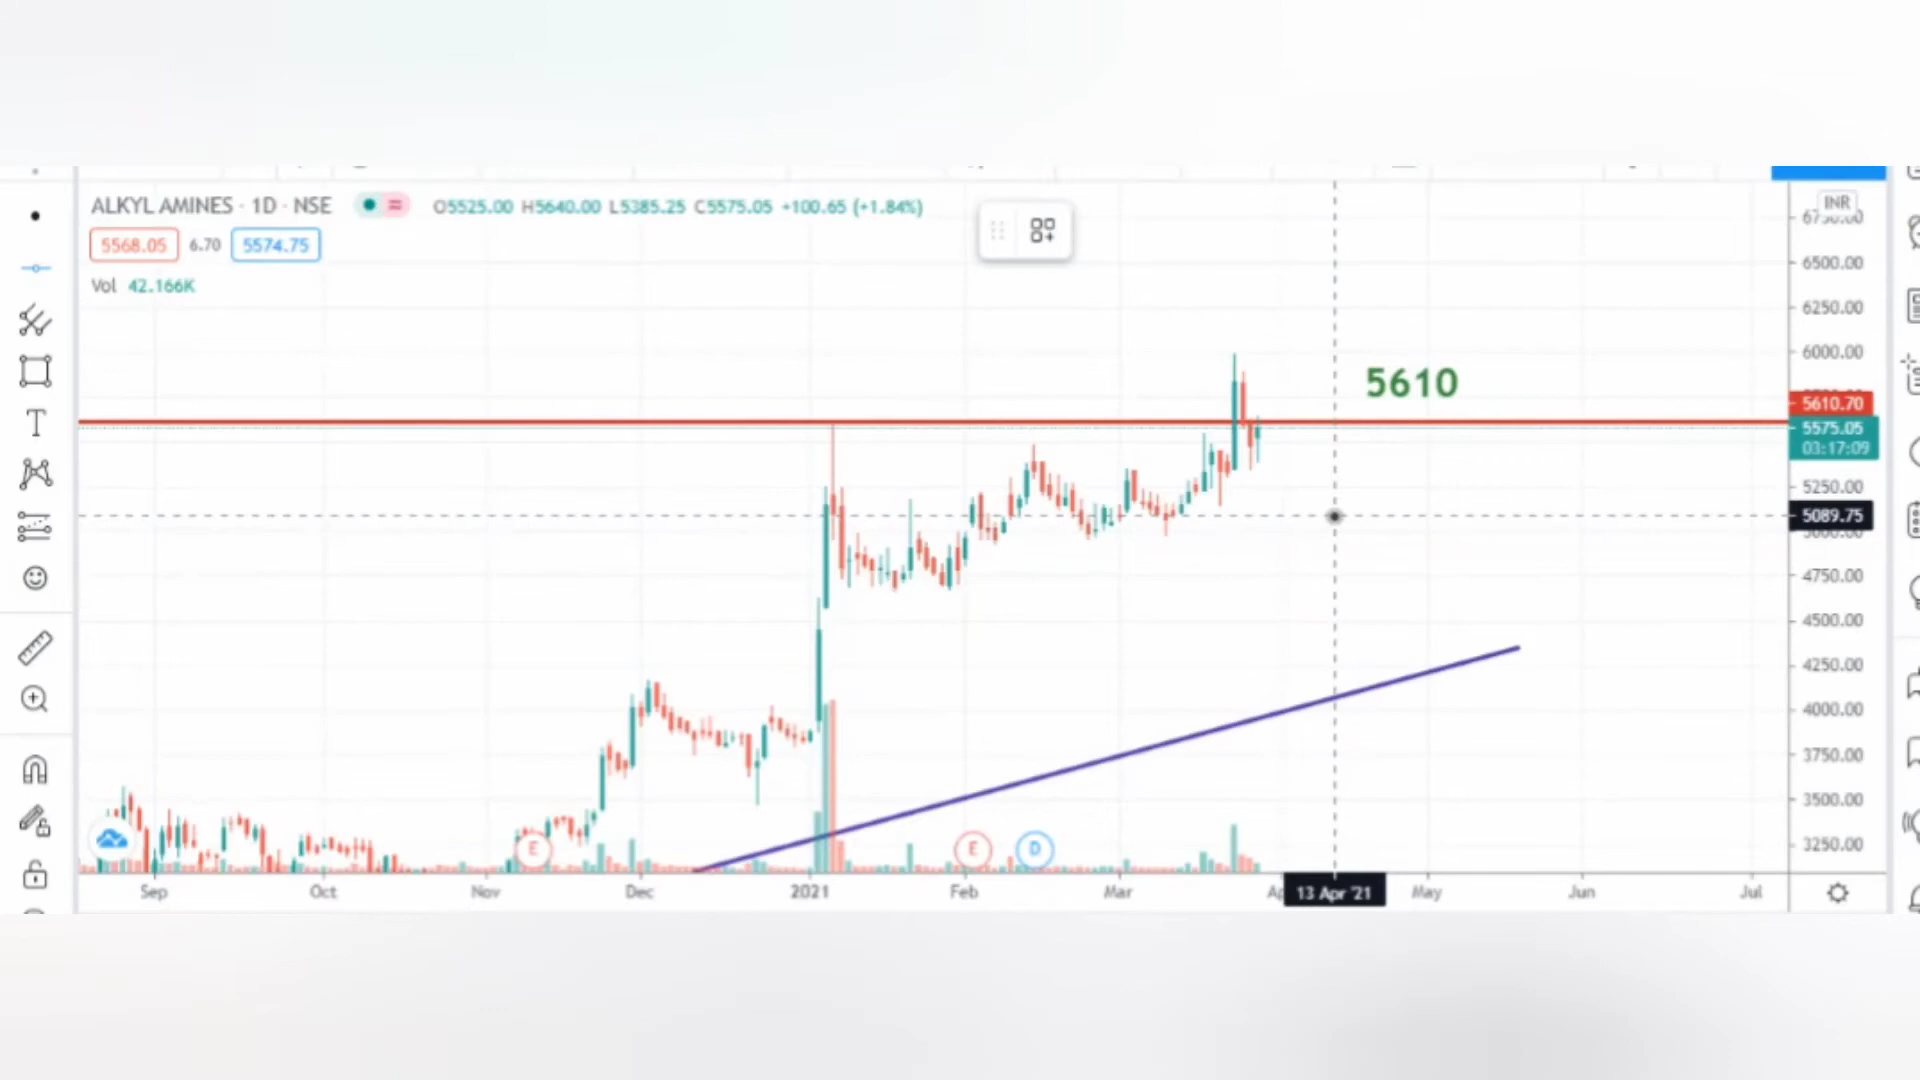 ALKYL AMINES · 1D · NSE O5525.00 H5640.00 L5385.25 C5575.05 +100.65 (+1.84%)
INR
5568.05 6.70 5574.75
Vol 42.166K
6500.00
6250.00
6000.00
5610
5610.70
5575.05
03:17:09
5250.00
5089.75
4750.00
4500.00
4250.00
4000.00
3750.00
3500.00
3250.00
E E D
Sep Oct Nov Dec 2021 Feb Mar 13 Apr '21 May Jun Jul